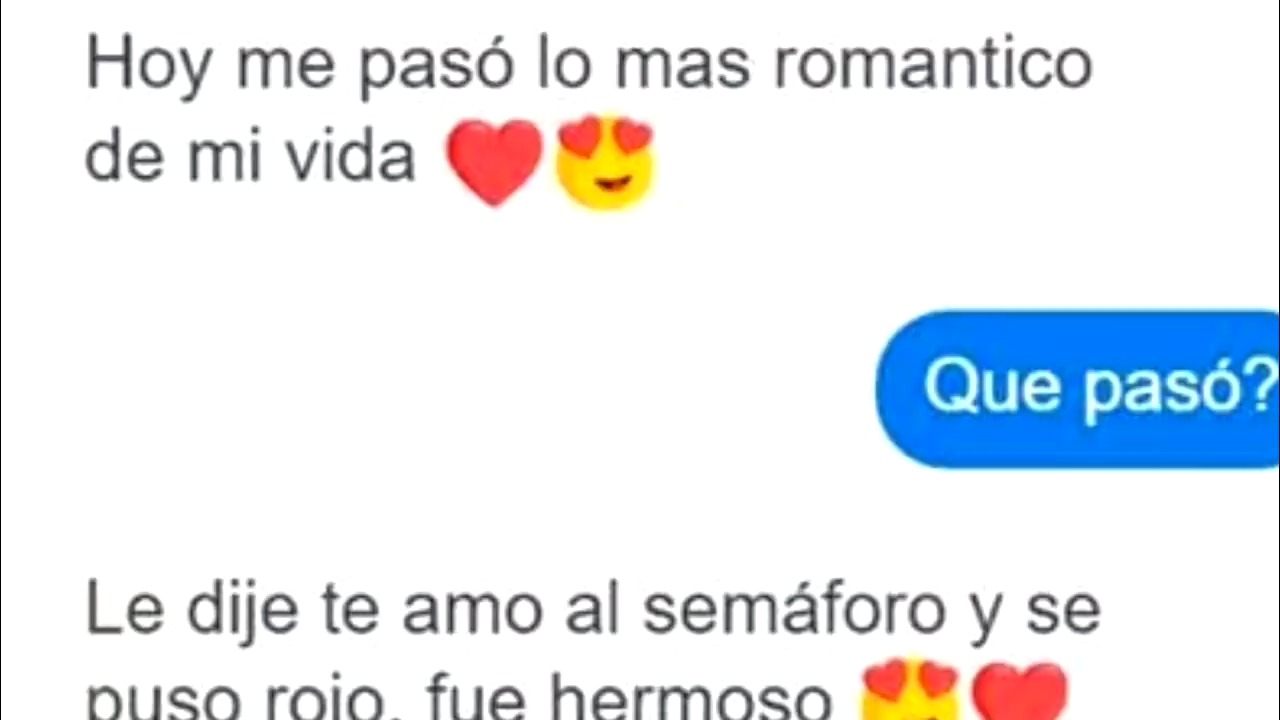 Hoy me pasó lo mas romantico
de mi vida ❤️😍
Que pasó?
Le dije te amo al semáforo y se
puso rojo, fue hermoso 😍❤️